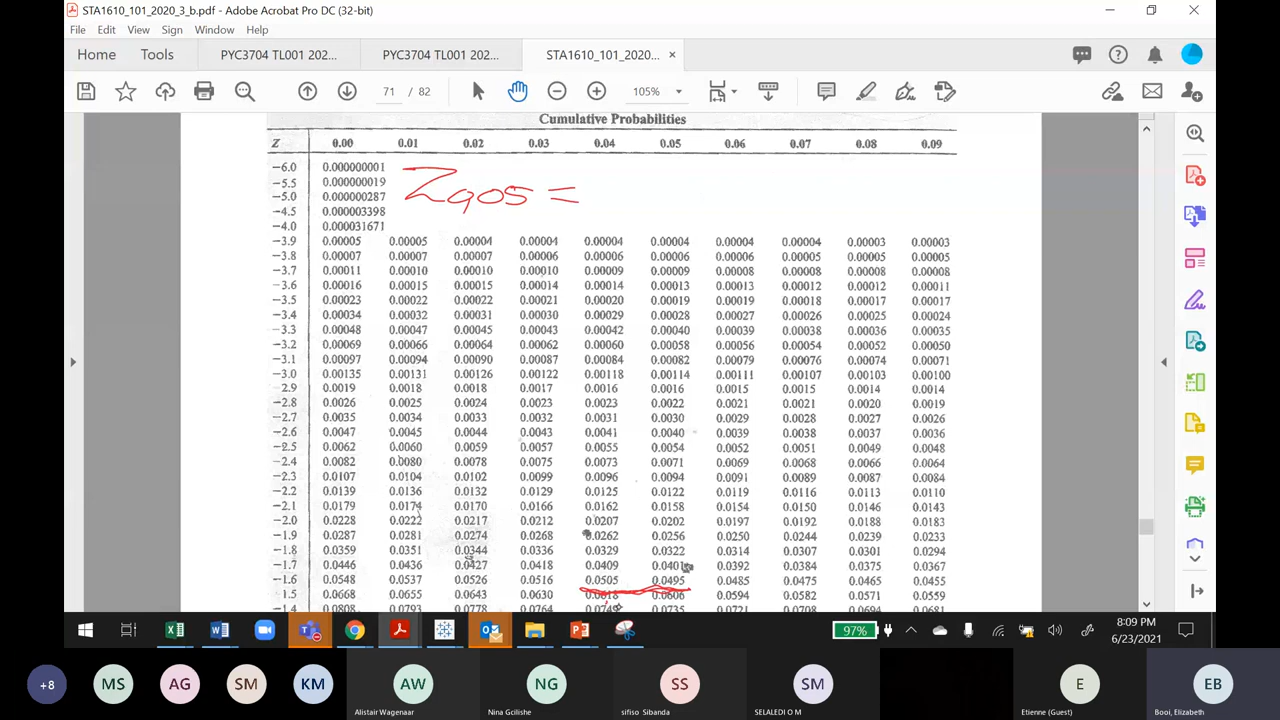 STA1610_101_2020_3_b.pdf - Adobe Acrobat Pro DC (32-bit)
File Edit View Sign Window Help
Home Tools PYC3704 TL001 202... PYC3704 TL001 202... STA1610_101_2020... ×
71 / 82 105%
Cumulative Probabilities
Z 0.00 0.01 0.02 0.03 0.04 0.05 0.06 0.07 0.08 0.09
−6.0 0.000000001
−5.5 0.000000019
−5.0 0.000000287
−4.5 0.000003398
−4.0 0.000031671
Z0,05 =
−3.9 0.00005 0.00005 0.00004 0.00004 0.00004 0.00004 0.00004 0.00004 0.00003 0.00003
−3.8 0.00007 0.00007 0.00007 0.00006 0.00006 0.00006 0.00006 0.00005 0.00005 0.00005
−3.7 0.00011 0.00010 0.00010 0.00010 0.00009 0.00009 0.00008 0.00008 0.00008 0.00008
−3.6 0.00016 0.00015 0.00015 0.00014 0.00014 0.00013 0.00013 0.00012 0.00012 0.00011
−3.5 0.00023 0.00022 0.00022 0.00021 0.00020 0.00019 0.00019 0.00018 0.00017 0.00017
−3.4 0.00034 0.00032 0.00031 0.00030 0.00029 0.00028 0.00027 0.00026 0.00025 0.00024
−3.3 0.00048 0.00047 0.00045 0.00043 0.00042 0.00040 0.00039 0.00038 0.00036 0.00035
−3.2 0.00069 0.00066 0.00064 0.00062 0.00060 0.00058 0.00056 0.00054 0.00052 0.00050
−3.1 0.00097 0.00094 0.00090 0.00087 0.00084 0.00082 0.00079 0.00076 0.00074 0.00071
−3.0 0.00135 0.00131 0.00126 0.00122 0.00118 0.00114 0.00111 0.00107 0.00103 0.00100
−2.9 0.0019 0.0018 0.0018 0.0017 0.0016 0.0016 0.0015 0.0015 0.0014 0.0014
−2.8 0.0026 0.0025 0.0024 0.0023 0.0023 0.0022 0.0021 0.0021 0.0020 0.0019
−2.7 0.0035 0.0034 0.0033 0.0032 0.0031 0.0030 0.0029 0.0028 0.0027 0.0026
−2.6 0.0047 0.0045 0.0044 0.0043 0.0041 0.0040 0.0039 0.0038 0.0037 0.0036
−2.5 0.0062 0.0060 0.0059 0.0057 0.0055 0.0054 0.0052 0.0051 0.0049 0.0048
−2.4 0.0082 0.0080 0.0078 0.0075 0.0073 0.0071 0.0069 0.0068 0.0066 0.0064
−2.3 0.0107 0.0104 0.0102 0.0099 0.0096 0.0094 0.0091 0.0089 0.0087 0.0084
−2.2 0.0139 0.0136 0.0132 0.0129 0.0125 0.0122 0.0119 0.0116 0.0113 0.0110
−2.1 0.0179 0.0174 0.0170 0.0166 0.0162 0.0158 0.0154 0.0150 0.0146 0.0143
−2.0 0.0228 0.0222 0.0217 0.0212 0.0207 0.0202 0.0197 0.0192 0.0188 0.0183
−1.9 0.0287 0.0281 0.0274 0.0268 0.0262 0.0256 0.0250 0.0244 0.0239 0.0233
−1.8 0.0359 0.0351 0.0344 0.0336 0.0329 0.0322 0.0314 0.0307 0.0301 0.0294
−1.7 0.0446 0.0436 0.0427 0.0418 0.0409 0.0401 0.0392 0.0384 0.0375 0.0367
−1.6 0.0548 0.0537 0.0526 0.0516 0.0505 0.0495 0.0485 0.0475 0.0465 0.0455
−1.5 0.0668 0.0655 0.0643 0.0630 0.0618 0.0606 0.0594 0.0582 0.0571 0.0559
−1.4 0.0808 0.0793 0.0778 0.0764 0.0749 0.0735 0.0721 0.0708 0.0694 0.0681
97% 8:09 PM
6/23/2021
+8 MS AG SM KM AW NG SS SM E EB
Alistair Wagenaar Nina Gcilishe sifiso Sibanda SELALEDI O M Etienne (Guest) Booi, Elizabeth